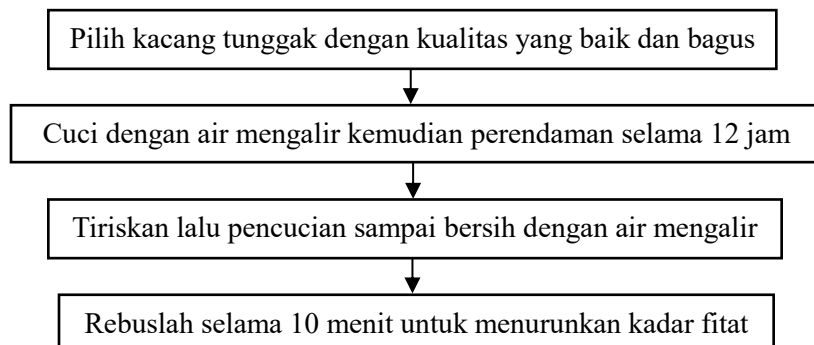 Pilih kacang tunggak dengan kualitas yang baik dan bagus
Cuci dengan air mengalir kemudian perendaman selama 12 jam
Tiriskan lalu pencucian sampai bersih dengan air mengalir
Rebuslah selama 10 menit untuk menurunkan kadar fitat